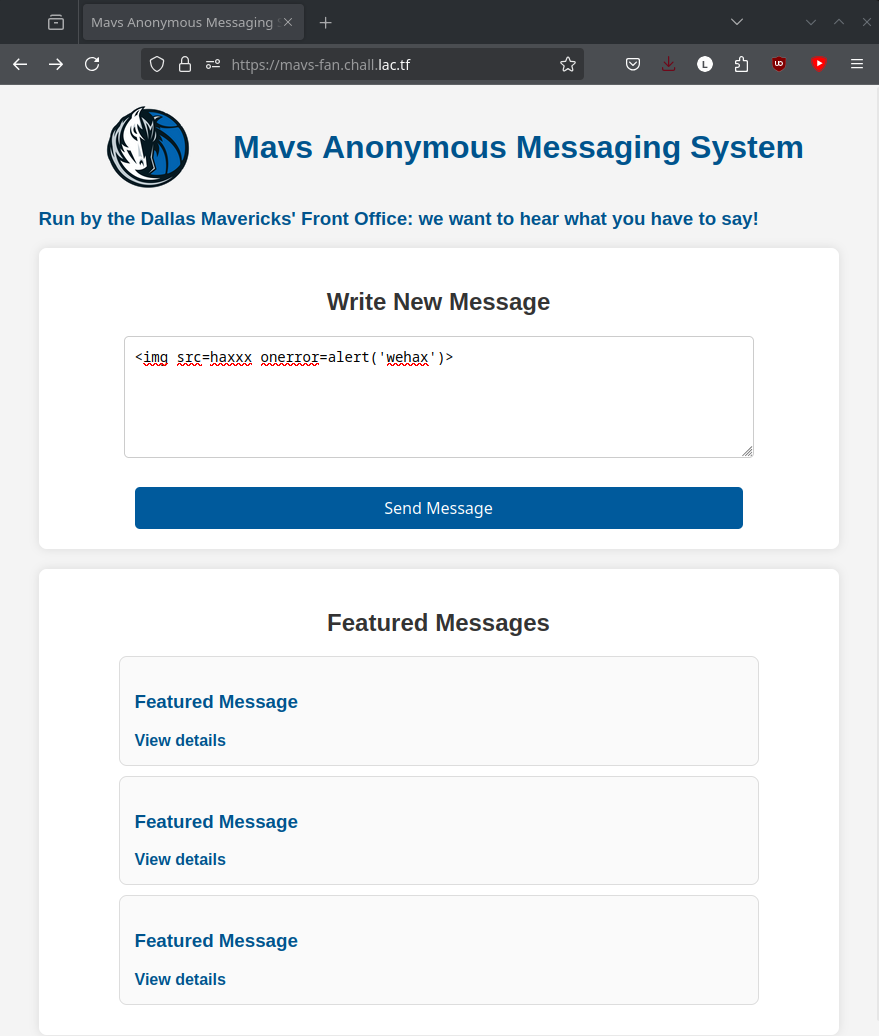 Mavs Anonymous Messaging
https://mavs-fan.chall.lac.tf
L
UD
Mavs Anonymous Messaging System
Run by the Dallas Mavericks' Front Office: we want to hear what you have to say!
Write New Message
<img src=haxxx onerror=alert('wehax')>
Send Message
Featured Messages
Featured Message
View details
Featured Message
View details
Featured Message
View details